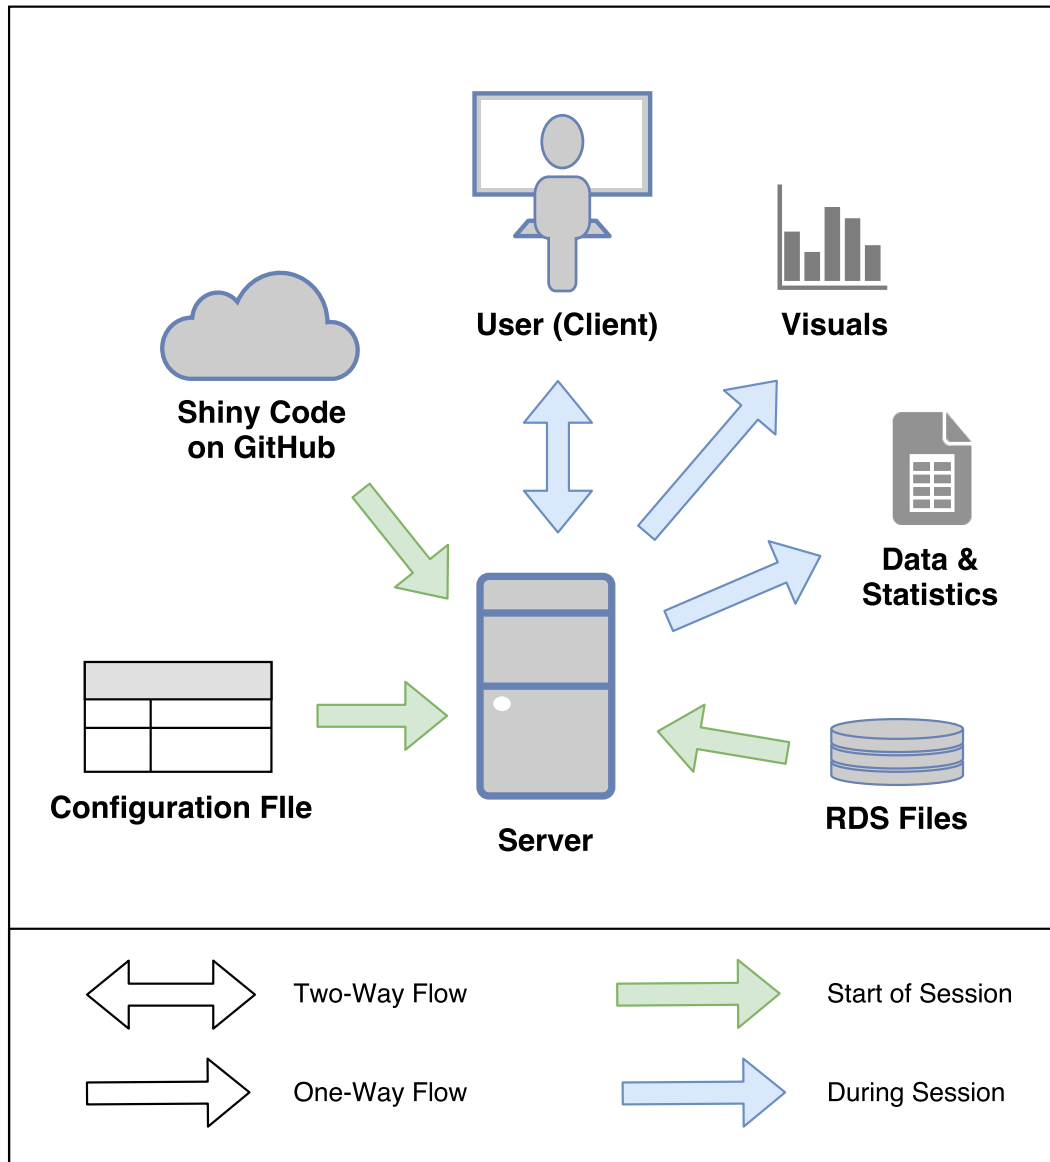 User (Client)
Visuals
Shiny Code
on GitHub
Data &
Statistics
Configuration FIle
RDS Files
Server
Two-Way Flow
Start of Session
One-Way Flow
During Session